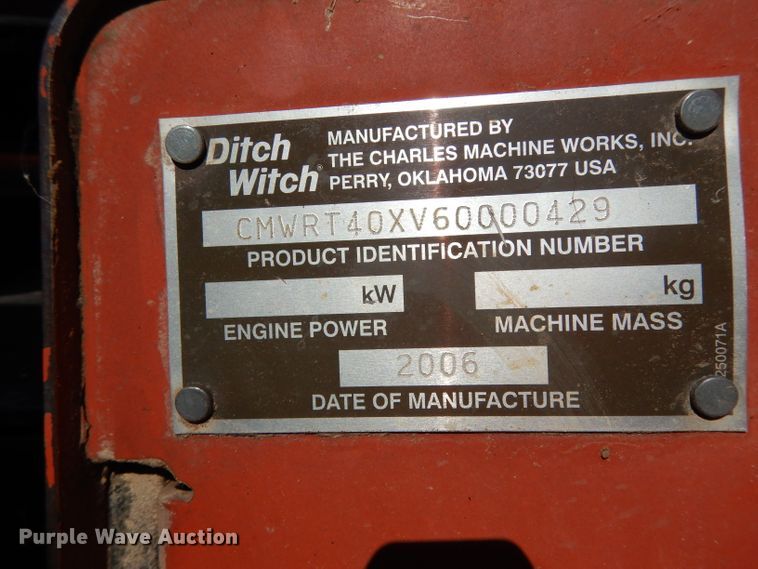 Ditch Witch®
MANUFACTURED BY
THE CHARLES MACHINE WORKS, INC.
PERRY, OKLAHOMA 73077 USA
CMWRT40XV60000429
PRODUCT IDENTIFICATION NUMBER
kW
ENGINE POWER
kg
MACHINE MASS
2006
DATE OF MANUFACTURE
250071A
Purple Wave Auction